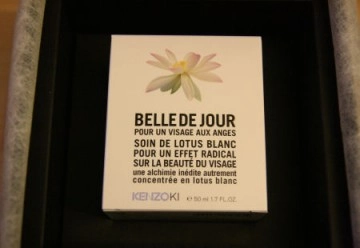 BELLE DE JOUR
POUR UN VISAGE AUX ANGES
SOIN DE LOTUS BLANC
POUR UN EFFET RADICAL
SUR LA BEAUTÉ DU VISAGE
une alchimie inédite autrement
concentrée en lotus blanc
KENZOKI e 50 ml 1.7 FL.OZ.